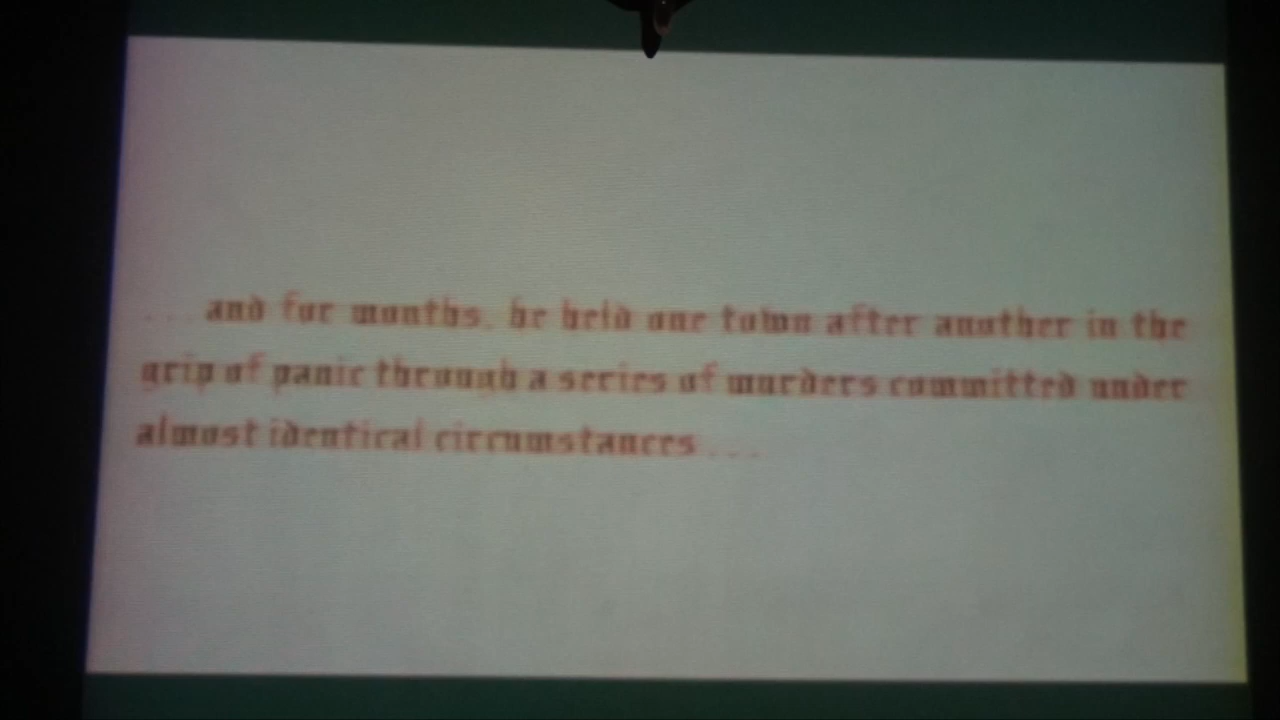 ... and for months, he held one town after another in the
grip of panic through a series of murders committed under
almost identical circumstances ...